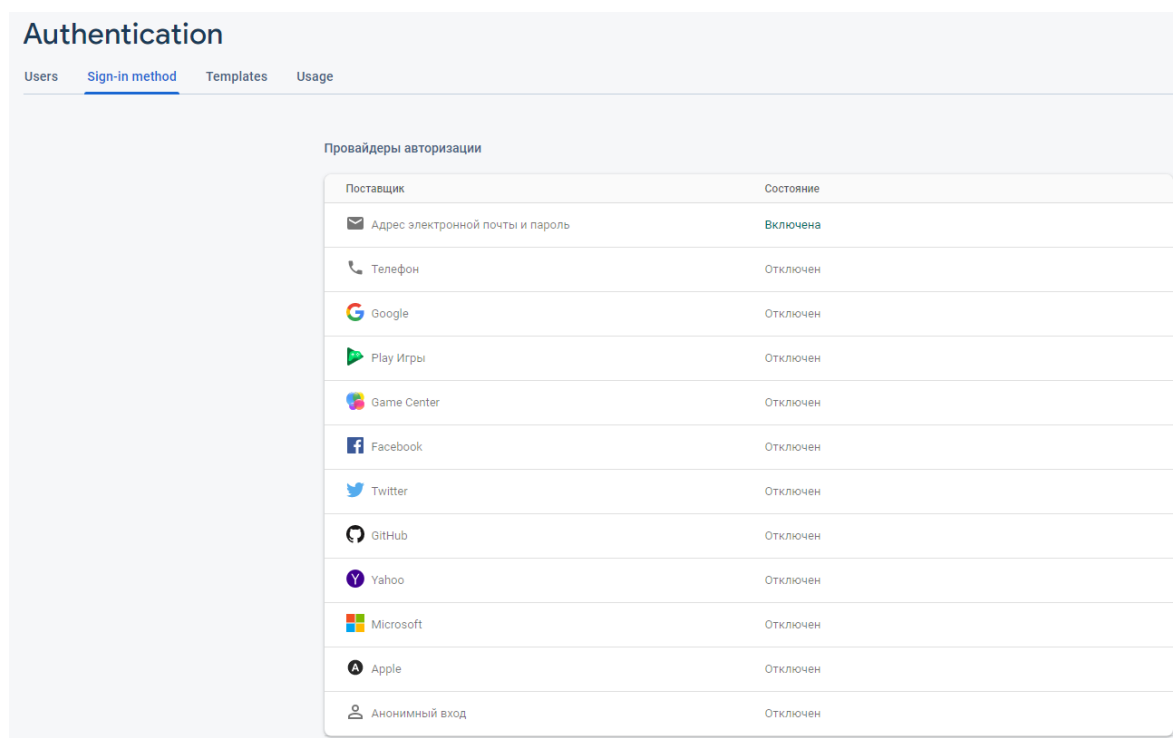 Authentication
Users Sign-in method Templates Usage
Провайдеры авторизации
Поставщик Состояние
Адрес электронной почты и пароль Включена
Телефон Отключен
Google Отключен
Play Игры Отключен
Game Center Отключен
Facebook Отключен
Twitter Отключен
GitHub Отключен
Yahoo Отключен
Microsoft Отключен
Apple Отключен
Анонимный вход Отключен